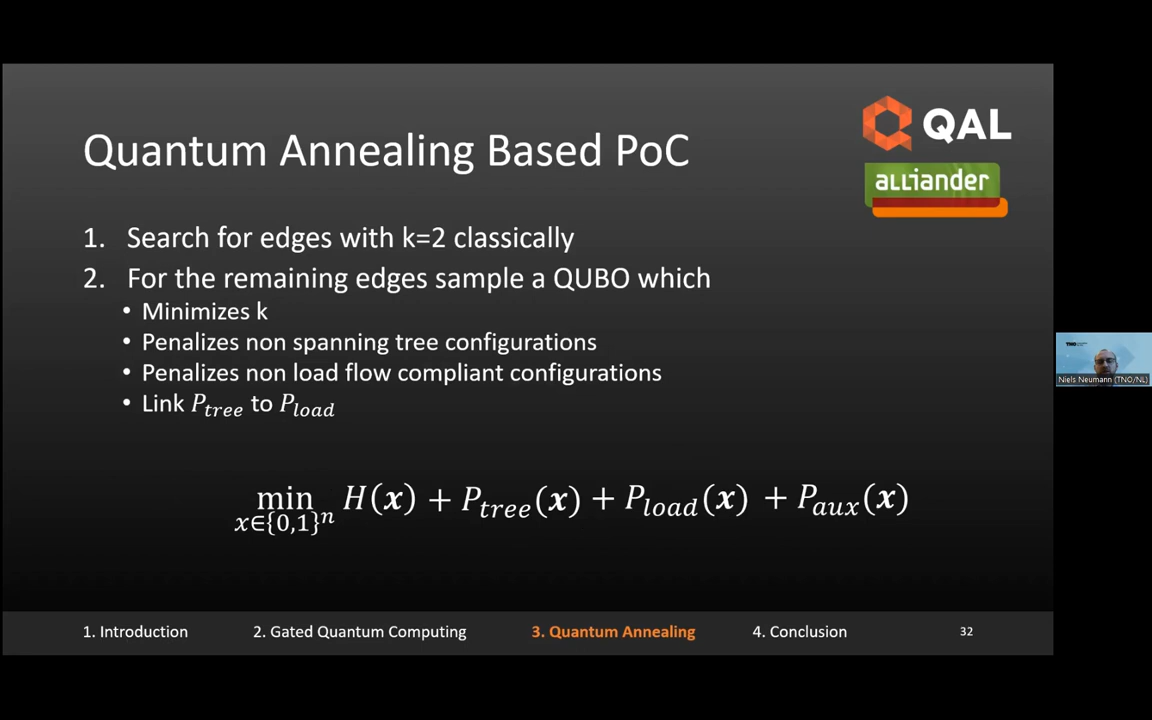 QAL
alliander
Quantum Annealing Based PoC
1. Search for edges with k=2 classically
2. For the remaining edges sample a QUBO which
• Minimizes k
• Penalizes non spanning tree configurations
• Penalizes non load flow compliant configurations
• Link P_tree to P_load
min H(x) + P_tree(x) + P_load(x) + P_aux(x)
x∈{0,1}^n
TNO
Niels Neumann (TNO/NL)
1. Introduction 2. Gated Quantum Computing 3. Quantum Annealing 4. Conclusion 32